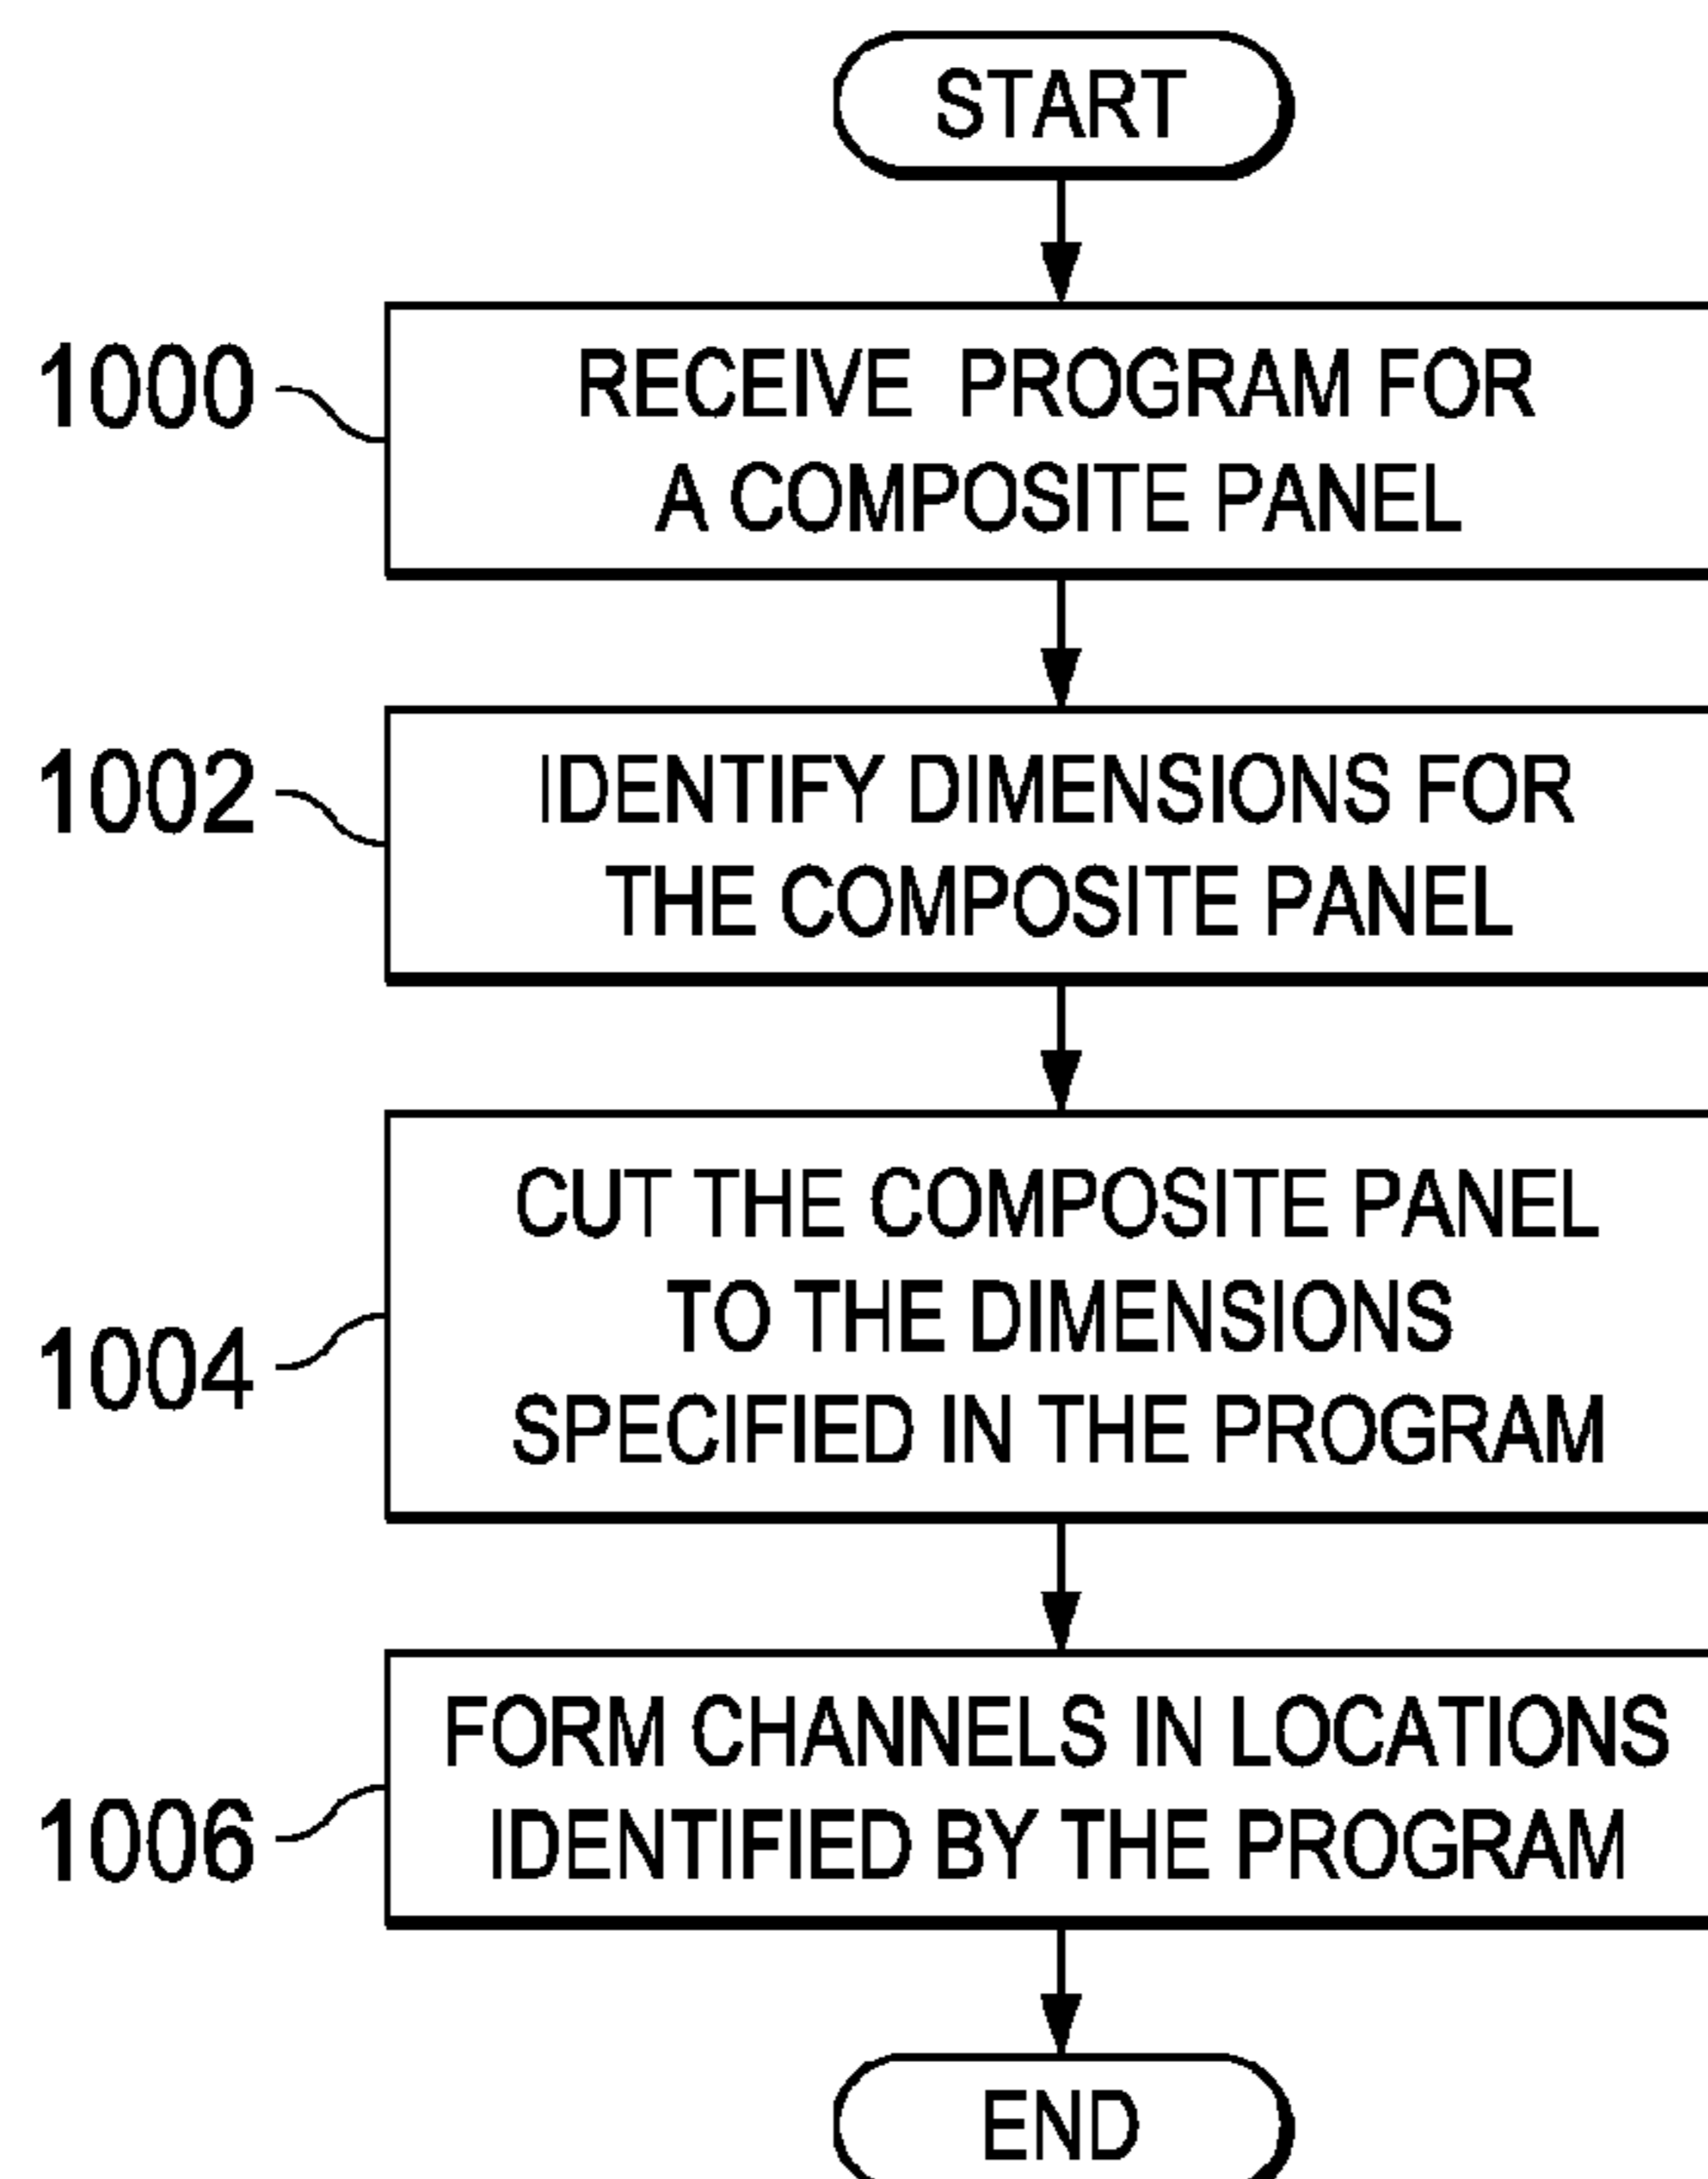 START
1000
RECEIVE PROGRAM FOR
A COMPOSITE PANEL
1002
IDENTIFY DIMENSIONS FOR
THE COMPOSITE PANEL
1004
CUT THE COMPOSITE PANEL
TO THE DIMENSIONS
SPECIFIED IN THE PROGRAM
1006
FORM CHANNELS IN LOCATIONS
IDENTIFIED BY THE PROGRAM
END